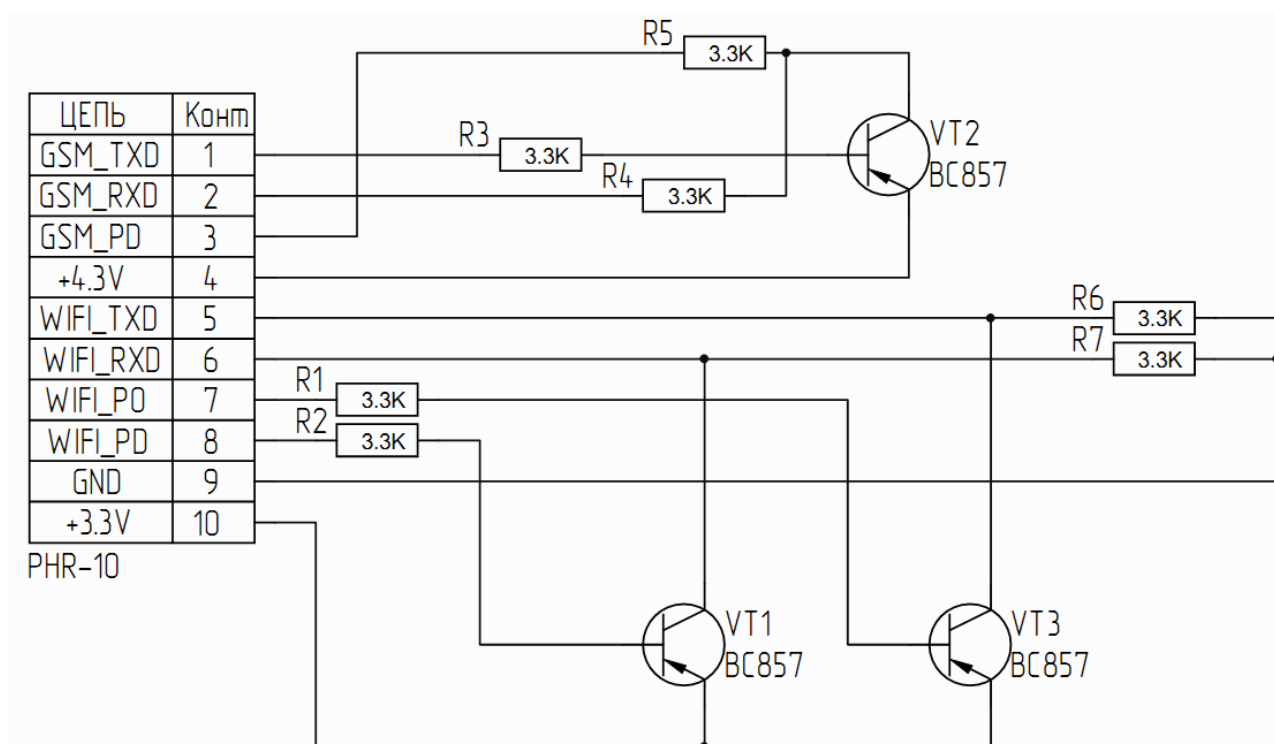 R5 3.3K
ЦЕПЬ Конт
GSM_TXD 1
R3 3.3K
VT2
BC857
GSM_RXD 2
R4 3.3K
GSM_PD 3
+4.3V 4
WIFI_TXD 5
R6 3.3K
WIFI_RXD 6
R7 3.3K
WIFI_PO 7
R1 3.3K
WIFI_PD 8
R2 3.3K
GND 9
+3.3V 10
PHR-10
VT1
BC857
VT3
BC857